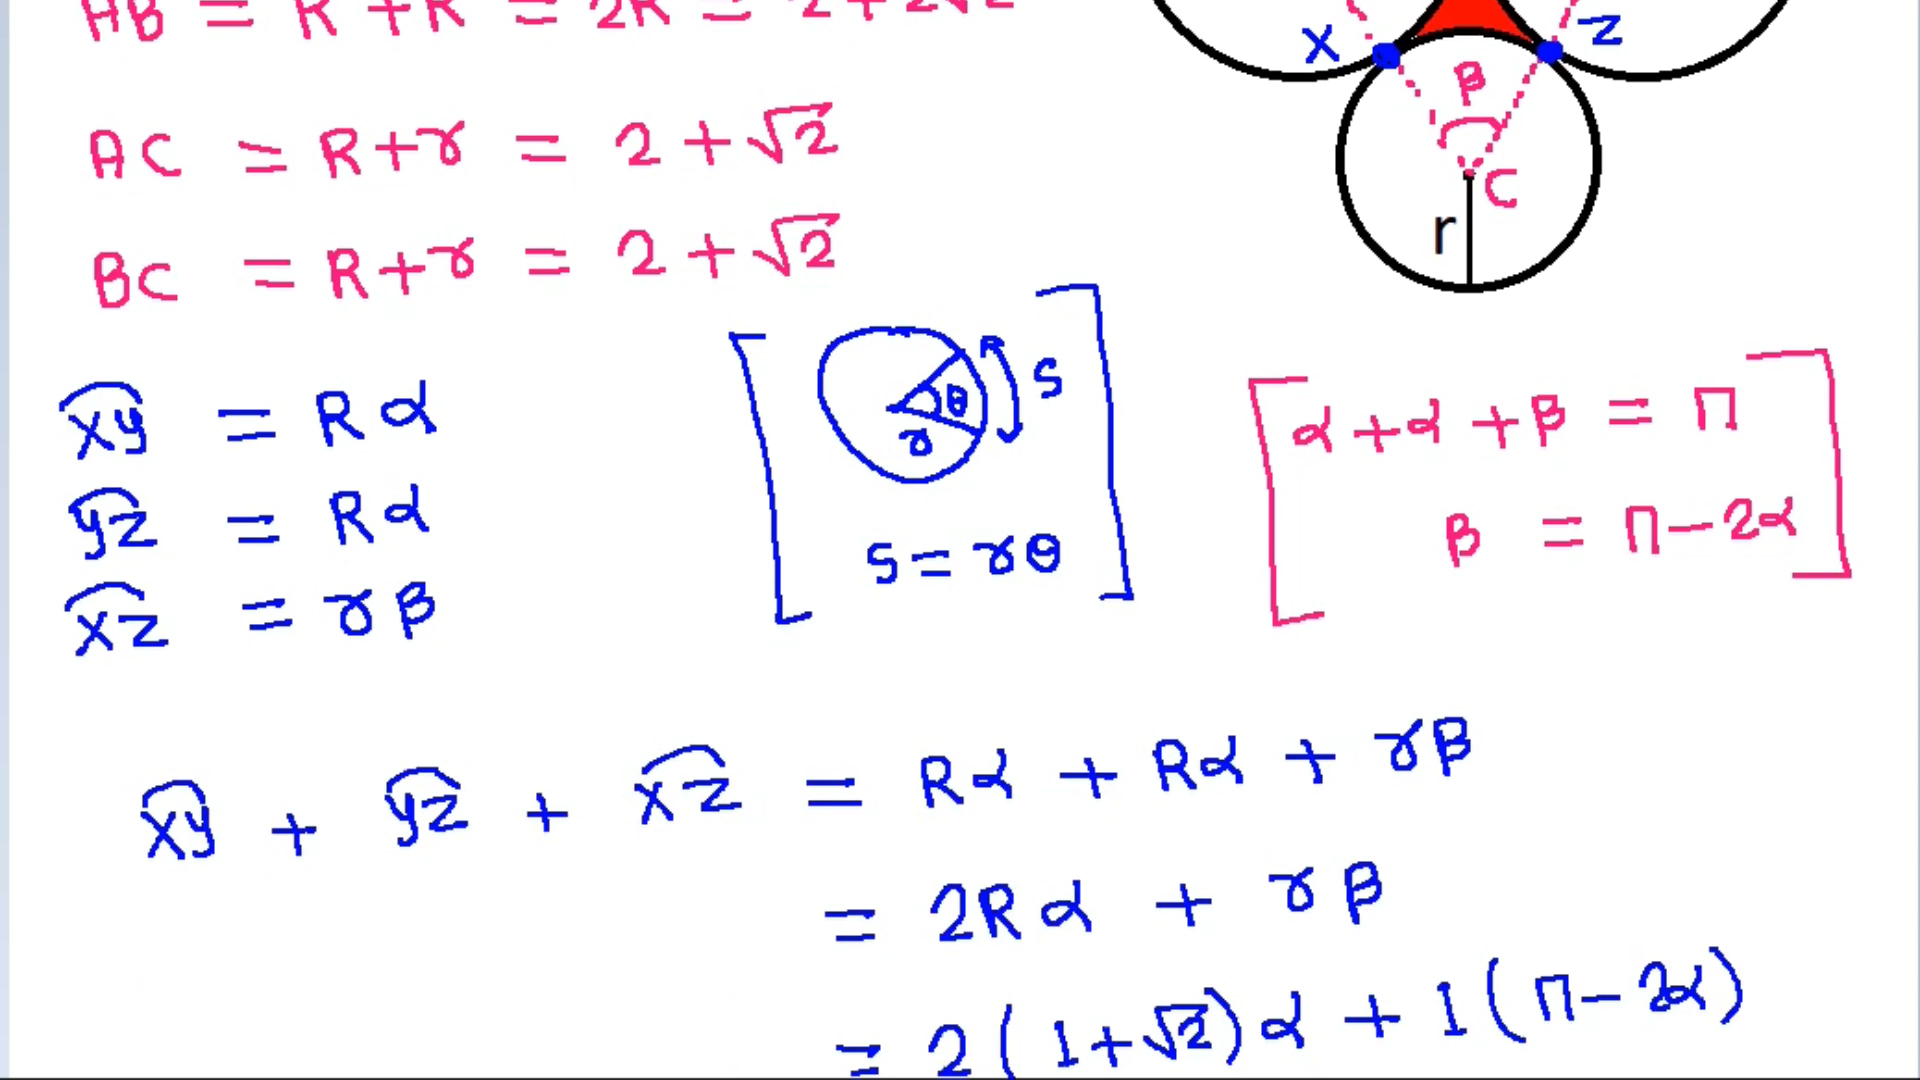 AB = R + R = 2R = 2 + 2√2
AC = R + r = 2 + √2
BC = R + r = 2 + √2
X
Z
β
C
r
XY = Rα
YZ = Rα
XZ = rβ
θ
r
S
S = rθ
α + α + β = π
β = π - 2α
XY + YZ + XZ = Rα + Rα + rβ
= 2Rα + rβ
= 2(1 + √2)α + 1(π - 2α)